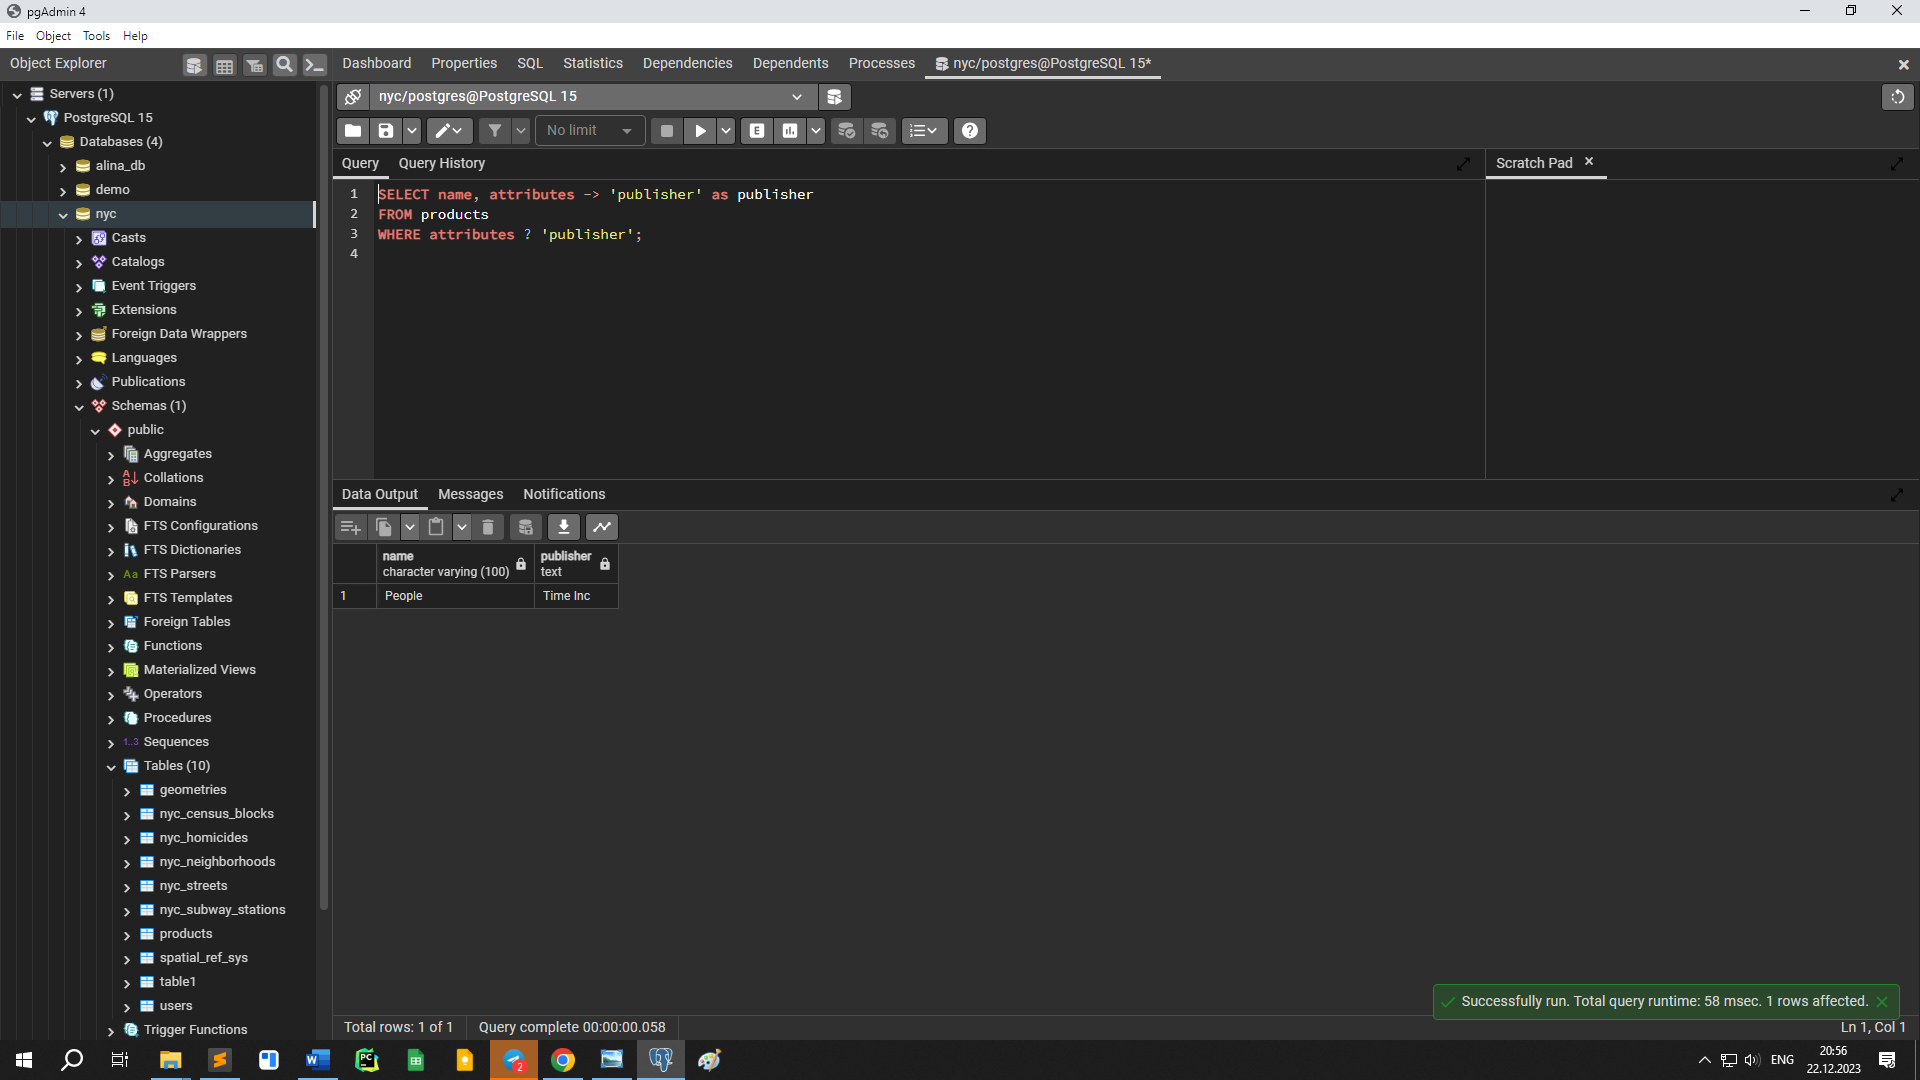 pgAdmin 4
File Object Tools Help
Object Explorer
Dashboard Properties SQL Statistics Dependencies Dependents Processes nyc/postgres@PostgreSQL 15*
nyc/postgres@PostgreSQL 15
No limit
E
Query Query History
Scratch Pad
1 SELECT name, attributes -> 'publisher' as publisher
2 FROM products
3 WHERE attributes ? 'publisher';
4
Servers (1)
PostgreSQL 15
Databases (4)
alina_db
demo
nyc
Casts
Catalogs
Event Triggers
Extensions
Foreign Data Wrappers
Languages
Publications
Schemas (1)
public
Aggregates
Collations
Domains
FTS Configurations
FTS Dictionaries
Aa FTS Parsers
FTS Templates
Foreign Tables
Functions
Materialized Views
Operators
Procedures
1..3 Sequences
Tables (10)
geometries
nyc_census_blocks
nyc_homicides
nyc_neighborhoods
nyc_streets
nyc_subway_stations
products
spatial_ref_sys
table1
users
Trigger Functions
Data Output Messages Notifications
name publisher
character varying (100) text
1 People Time Inc
Successfully run. Total query runtime: 58 msec. 1 rows affected.
Total rows: 1 of 1 Query complete 00:00:00.058
Ln 1, Col 1
PC
2
ENG
20:56
22.12.2023